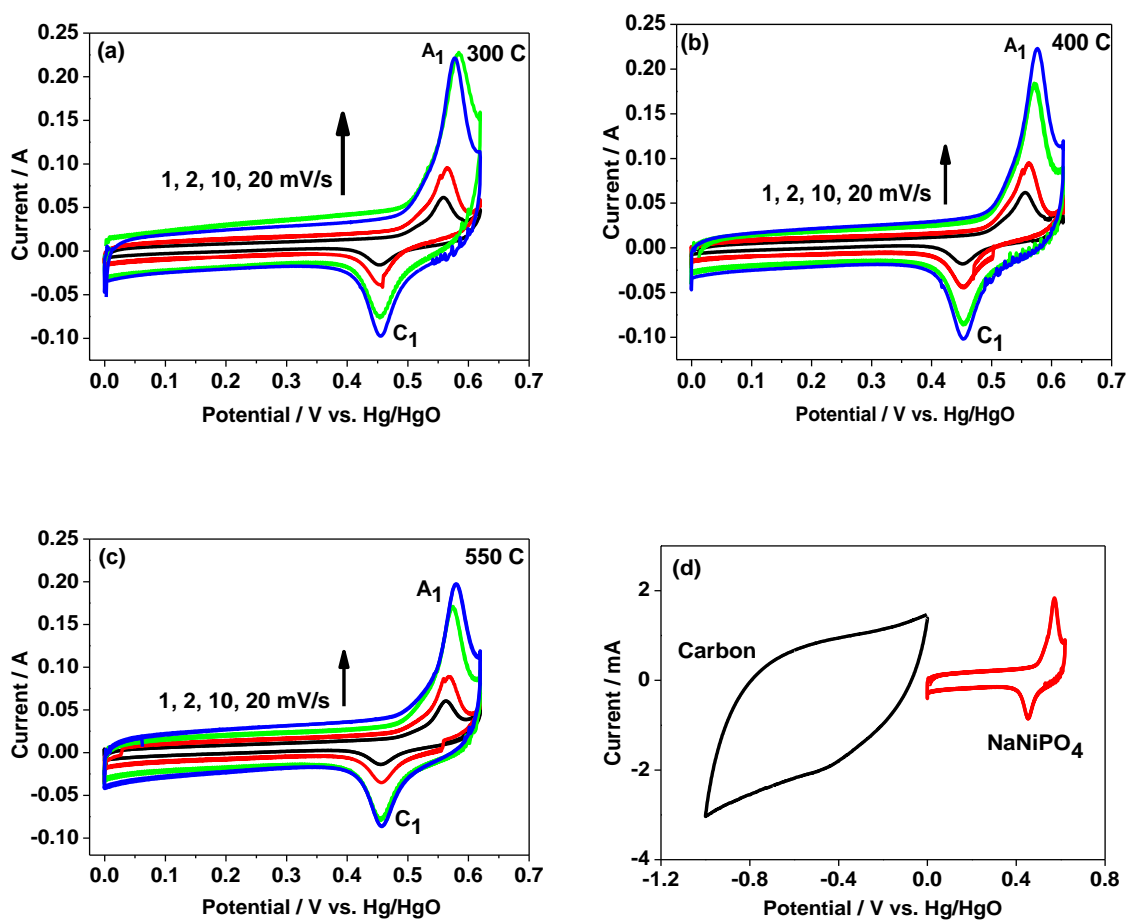 (a)
A1
300 C
1, 2, 10, 20 mV/s
C1
0.25
0.20
0.15
0.10
0.05
0.00
-0.05
-0.10
Current / A
0.0 0.1 0.2 0.3 0.4 0.5 0.6 0.7
Potential / V vs. Hg/HgO
(b)
A1
400 C
1, 2, 10, 20 mV/s
C1
0.25
0.20
0.15
0.10
0.05
0.00
-0.05
-0.10
Current / A
0.0 0.1 0.2 0.3 0.4 0.5 0.6 0.7
Potential / V vs. Hg/HgO
(c)
550 C
A1
1, 2, 10, 20 mV/s
C1
0.25
0.20
0.15
0.10
0.05
0.00
-0.05
-0.10
Current / A
0.0 0.1 0.2 0.3 0.4 0.5 0.6 0.7
Potential / V vs. Hg/HgO
(d)
Carbon
NaNiPO4
2
0
-2
-4
Current / mA
-1.2 -0.8 -0.4 0.0 0.4 0.8
Potential / V vs. Hg/HgO